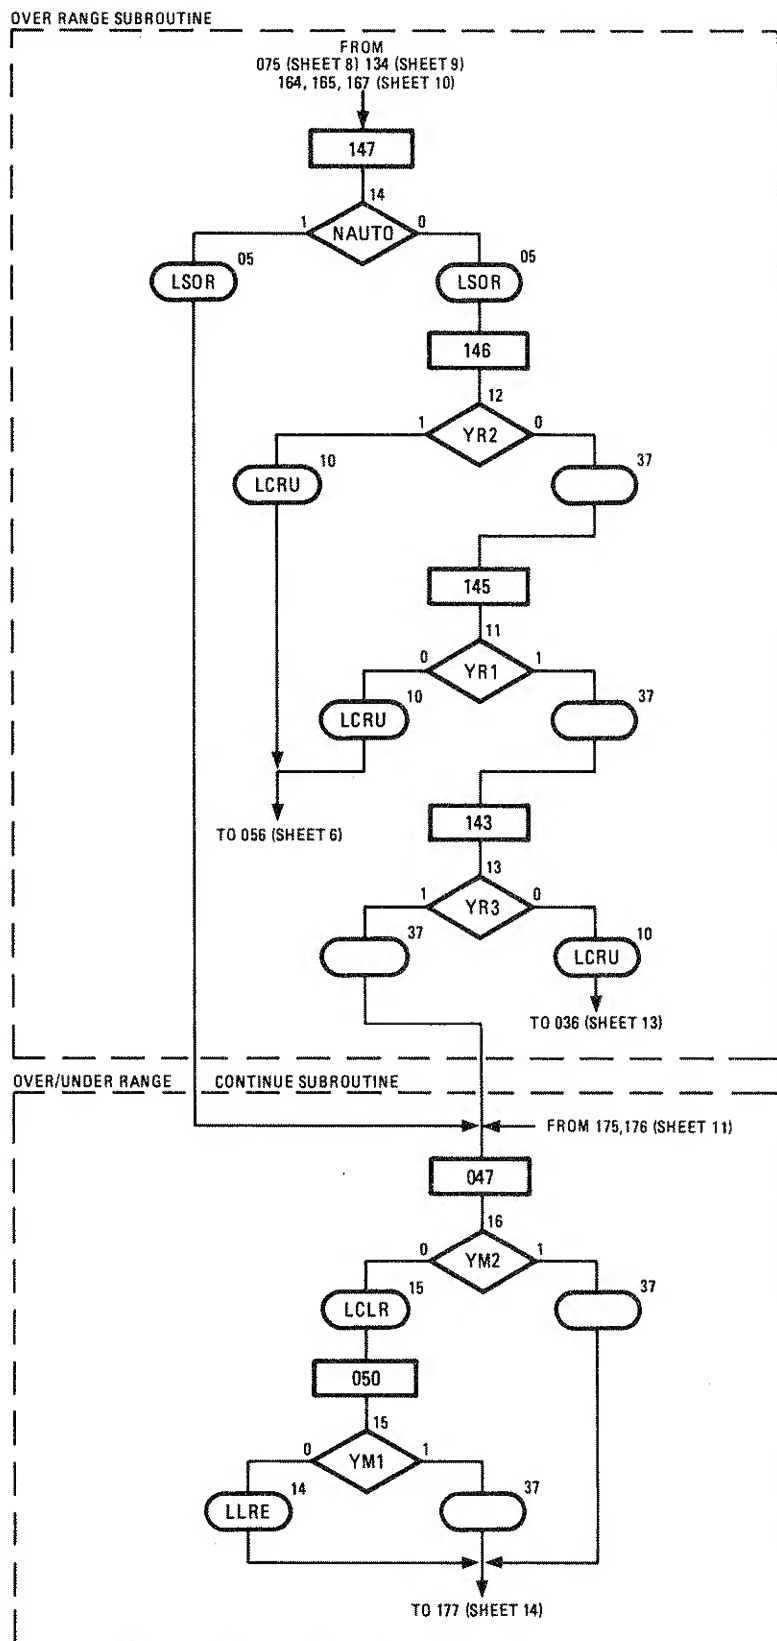 OVER RANGE SUBROUTINE
FROM
075 (SHEET 8) 134 (SHEET 9)
164, 165, 167 (SHEET 10)
147
14
1 NAUTO 0
05 05
LSOR LSOR
146
12
1 YR2 0
10 37
LCRU
145
11
0 YR1 1
10 37
LCRU
TO 056 (SHEET 6)
143
13
1 YR3 0
37 10
LCRU
TO 036 (SHEET 13)
OVER/UNDER RANGE CONTINUE SUBROUTINE
FROM 175,176 (SHEET 11)
047
16
0 YM2 1
15 37
LCLR
050
15
0 YM1 1
14 37
LLRE
TO 177 (SHEET 14)